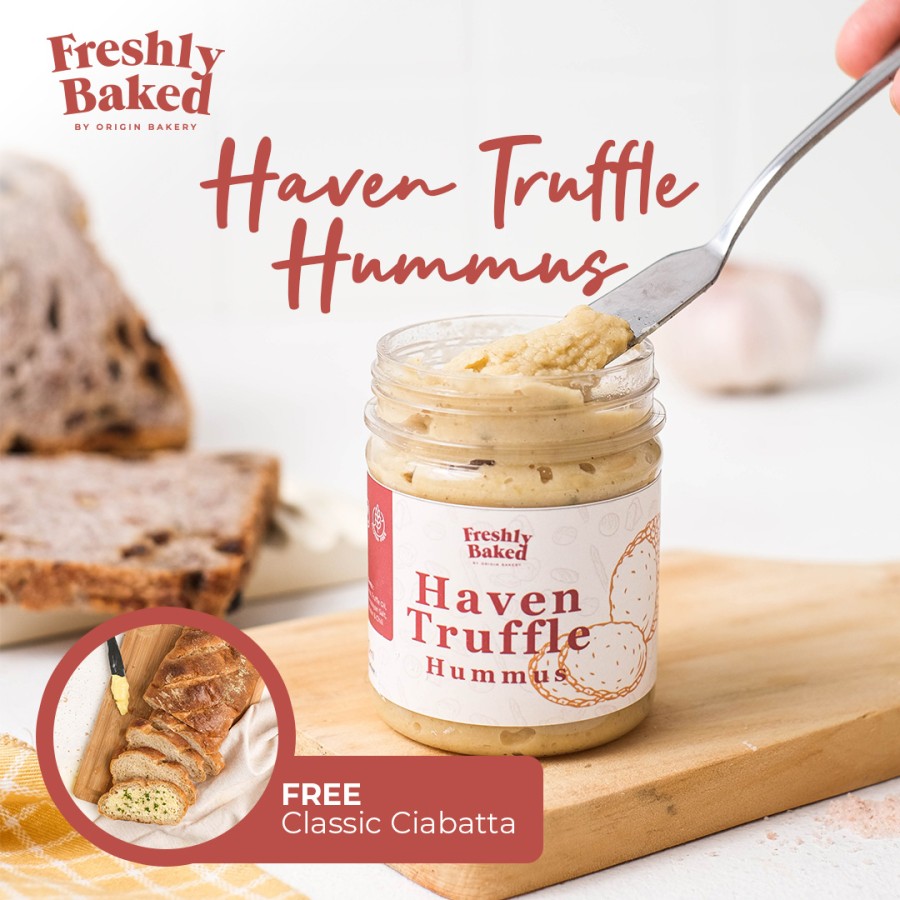 Freshly
Baked
BY ORIGIN BAKERY
Haven Truffle
Hummus
Freshly
Baked
BY ORIGIN BAKERY
Haven
Truffle
Hummus
FREE
Classic Ciabatta